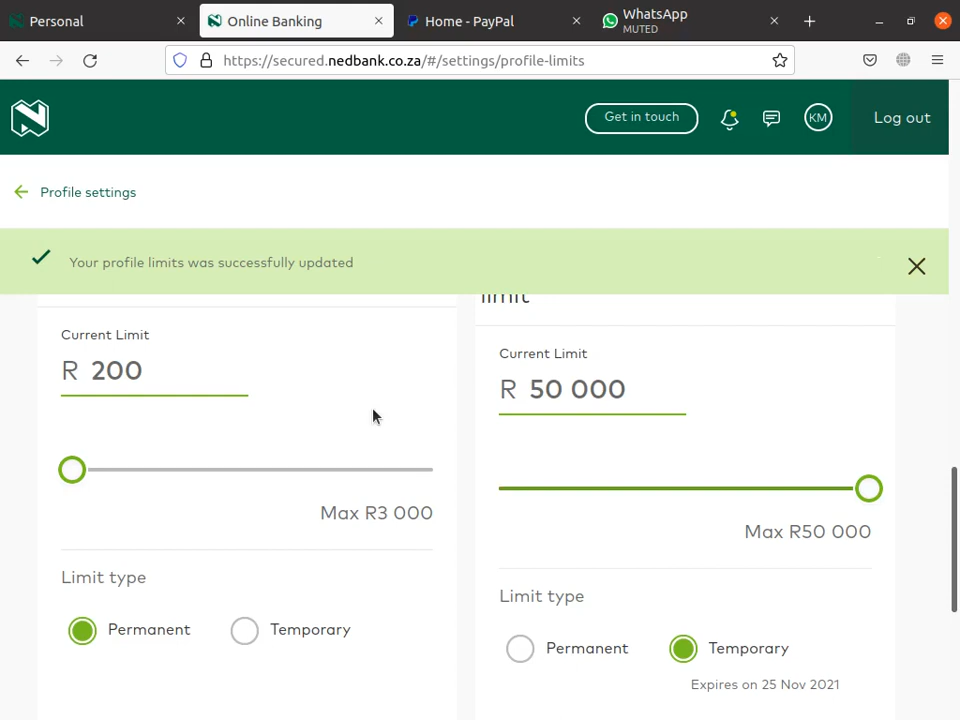 Personal
Online Banking
Home - PayPal
WhatsApp
MUTED
https://secured.nedbank.co.za/#/settings/profile-limits
Get in touch
KM
Log out
Profile settings
Your profile limits was successfully updated
limit
Current Limit
R 200
Max R3 000
Limit type
Permanent
Temporary
Current Limit
R 50 000
Max R50 000
Limit type
Permanent
Temporary
Expires on 25 Nov 2021